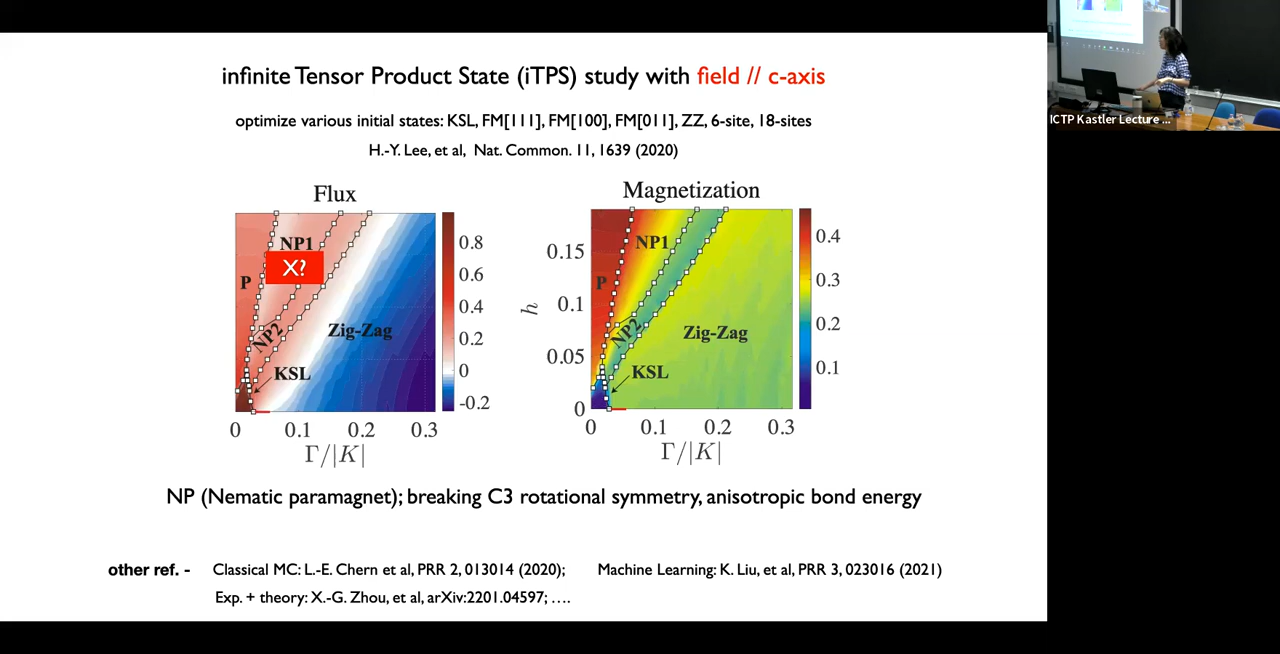 infinite Tensor Product State (iTPS) study with field // c-axis
optimize various initial states: KSL, FM[111], FM[100], FM[011], ZZ, 6-site, 18-sites
H.-Y. Lee, et al, Nat. Common. 11, 1639 (2020)
Flux
NP1
X?
P
NP2
Zig-Zag
KSL
0.8
0.6
0.4
0.2
0
-0.2
0 0.1 0.2 0.3
Γ/|K|
Magnetization
0.15
0.1
0.05
0
h
NP1
P
NP2
Zig-Zag
KSL
0.4
0.3
0.2
0.1
0 0.1 0.2 0.3
Γ/|K|
NP (Nematic paramagnet); breaking C3 rotational symmetry, anisotropic bond energy
other ref. - Classical MC: L.-E. Chern et al, PRR 2, 013014 (2020); Machine Learning: K. Liu, et al, PRR 3, 023016 (2021)
Exp. + theory: X.-G. Zhou, et al, arXiv:2201.04597; ....
ICTP Kastler Lecture ...